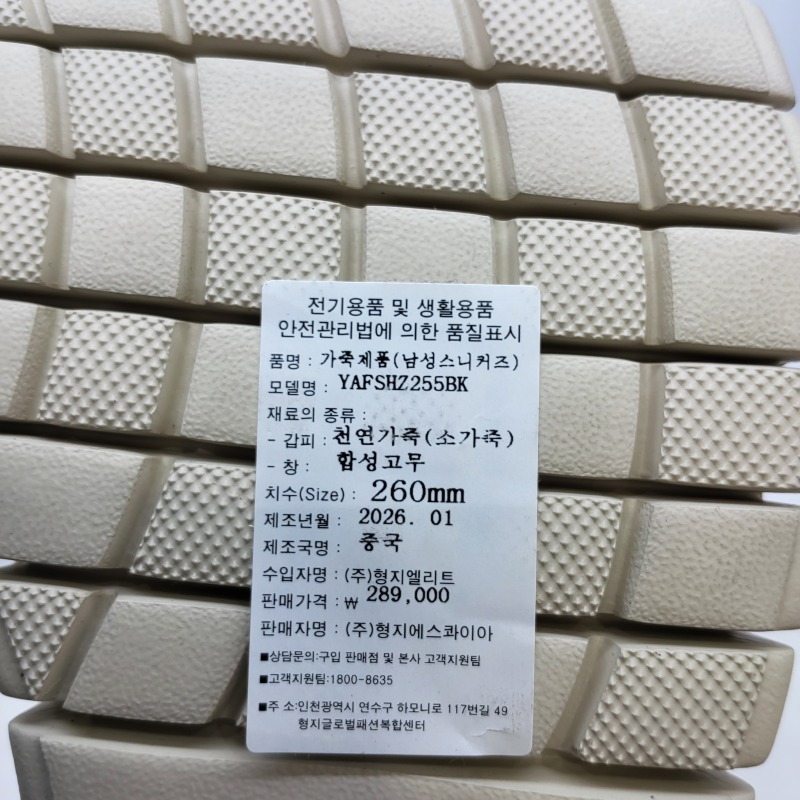 전기용품 및 생활용품
안전관리법에 의한 품질표시
품명 : 가죽제품(남성스니커즈)
모델명 : YAFSHZ255BK
재료의 종류 :
- 갑피 : 천연가죽(소가죽)
- 창 : 합성고무
치수(Size) : 260mm
제조년월 : 2026. 01
제조국명 : 중국
수입자명 : (주)형지엘리트
판매가격 : ₩ 289,000
판매자명 : (주)형지에스콰이아
■상담문의:구입 판매점 및 본사 고객지원팀
■고객지원팀:1800-8635
■주 소:인천광역시 연수구 하모니로 117번길 49
형지글로벌패션복합센터